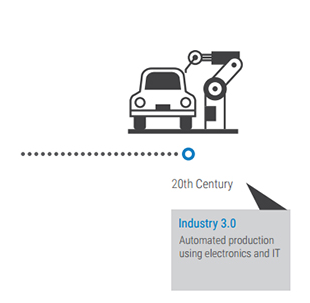 20th Century
Industry 3.0
Automated production
using electronics and IT